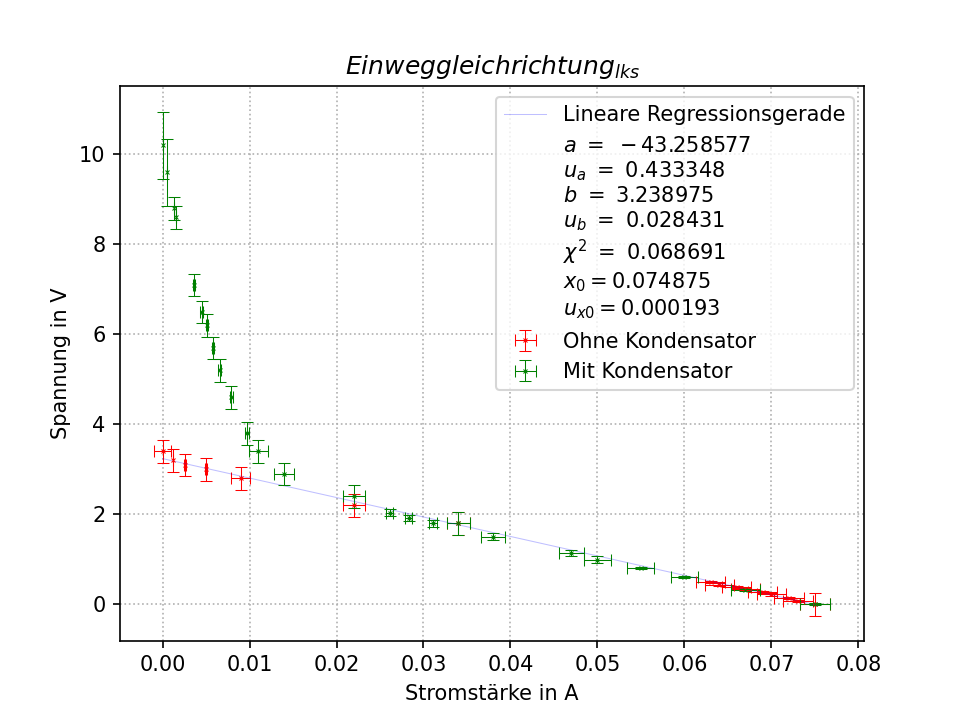 Einweggleichrichtung_lks
Lineare Regressionsgerade
a = −43.258577
u_a = 0.433348
b = 3.238975
u_b = 0.028431
χ² = 0.068691
x_0 = 0.074875
u_x0 = 0.000193
Ohne Kondensator
Mit Kondensator
Spannung in V
10
8
6
4
2
0
0.00 0.01 0.02 0.03 0.04 0.05 0.06 0.07 0.08
Stromstärke in A